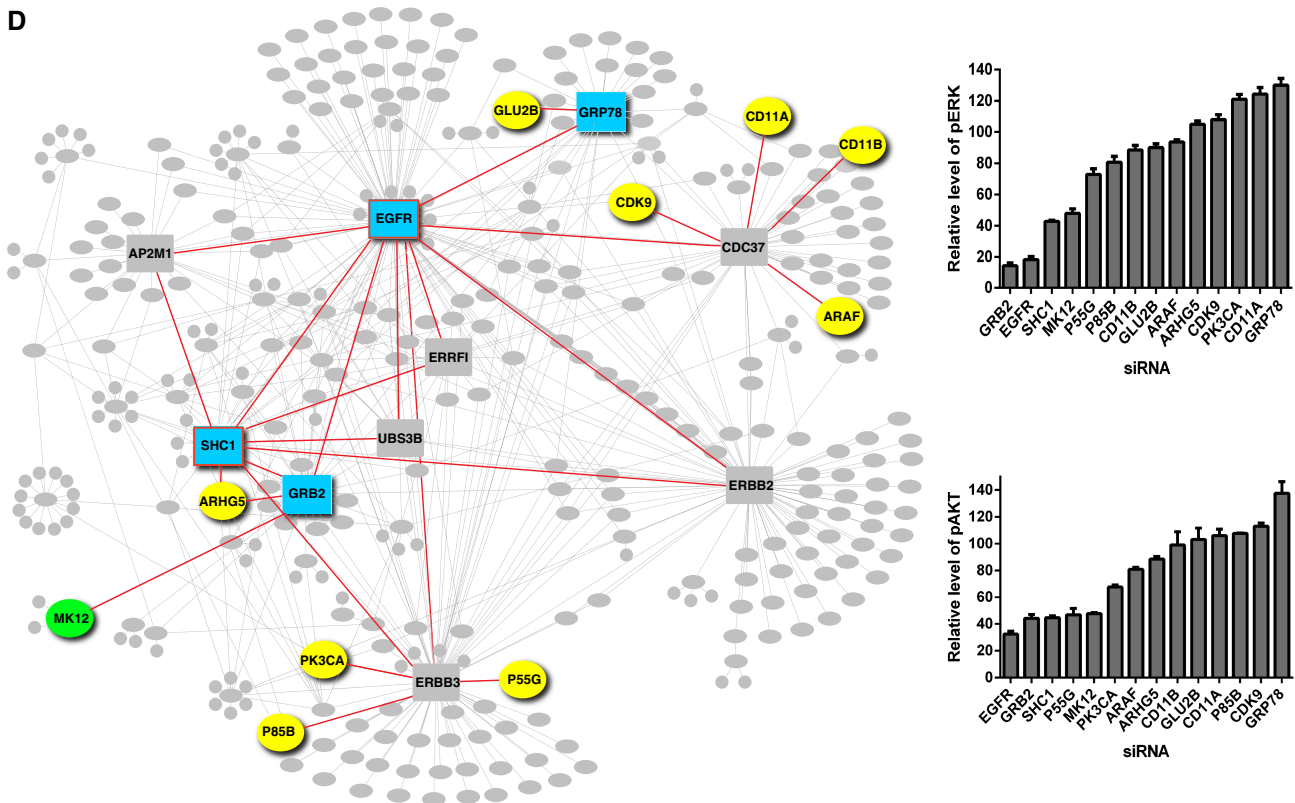 D
GLU2B
GRP78
CD11A
CD11B
CDK9
EGFR
CDC37
AP2M1
ARAF
ERRFI
UBS3B
SHC1
ERBB2
ARHG5
GRB2
MK12
PK3CA
ERBB3
P55G
P85B
Relative level of pERK
140
120
100
80
60
40
20
0
GRB2
EGFR
SHC1
MK12
P55G
P85B
CD11B
GLU2B
ARAF
ARHG5
CDK9
PK3CA
CD11A
GRP78
siRNA
Relative level of pAKT
140
120
100
80
60
40
20
0
EGFR
GRB2
SHC1
P55G
MK12
PK3CA
ARAF
ARHG5
CD11B
GLU2B
CD11A
P85B
CDK9
GRP78
siRNA